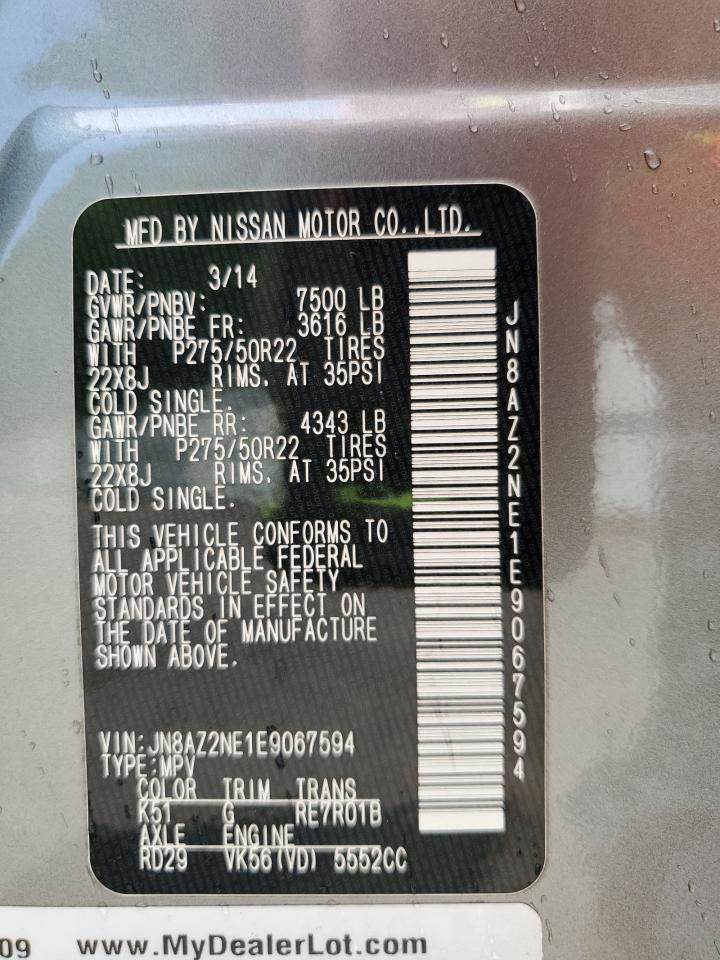 MFD BY NISSAN MOTOR CO.,LTD.
DATE: 3/14
GVWR/PNBV: 7500 LB
GAWR/PNBE FR: 3616 LB
WITH P275/50R22 TIRES
22X8J RIMS. AT 35PSI
COLD SINGLE.
GAWR/PNBE RR: 4343 LB
WITH P275/50R22 TIRES
22X8J RIMS. AT 35PSI
COLD SINGLE.
THIS VEHICLE CONFORMS TO
ALL APPLICABLE FEDERAL
MOTOR VEHICLE SAFETY
STANDARDS IN EFFECT ON
THE DATE OF MANUFACTURE
SHOWN ABOVE.
VIN:JN8AZ2NE1E9067594
TYPE:MPV
COLOR TRIM TRANS
K51 G RE7R01B
AXLE ENGINE
RD29 VK56(VD) 5552CC
JN8AZ2NE1E9067594
09 www.MyDealerLot.com